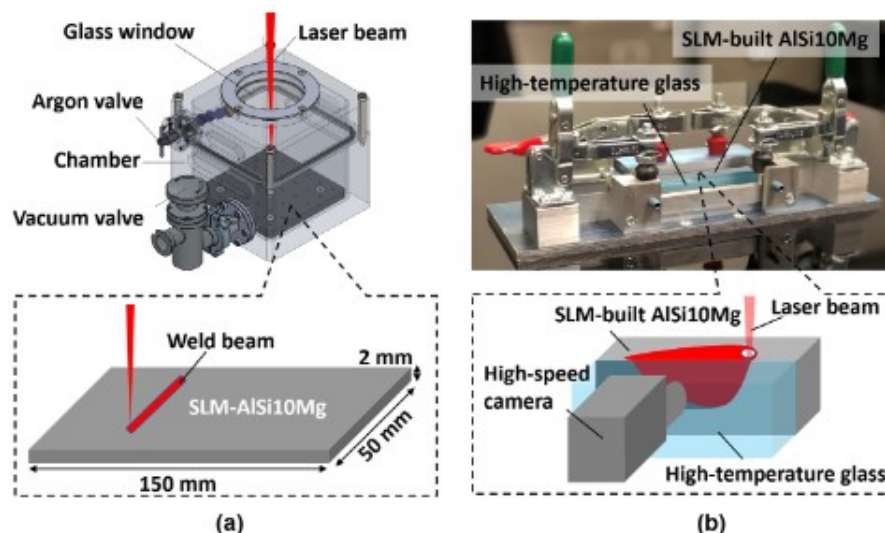 Glass window
Laser beam
Argon valve
Chamber
Vacuum valve
Weld beam
2 mm
SLM-AlSi10Mg
50 mm
150 mm
(a)
SLM-built AlSi10Mg
High-temperature glass
Laser beam
SLM-built AlSi10Mg
High-speed
camera
High-temperature glass
(b)